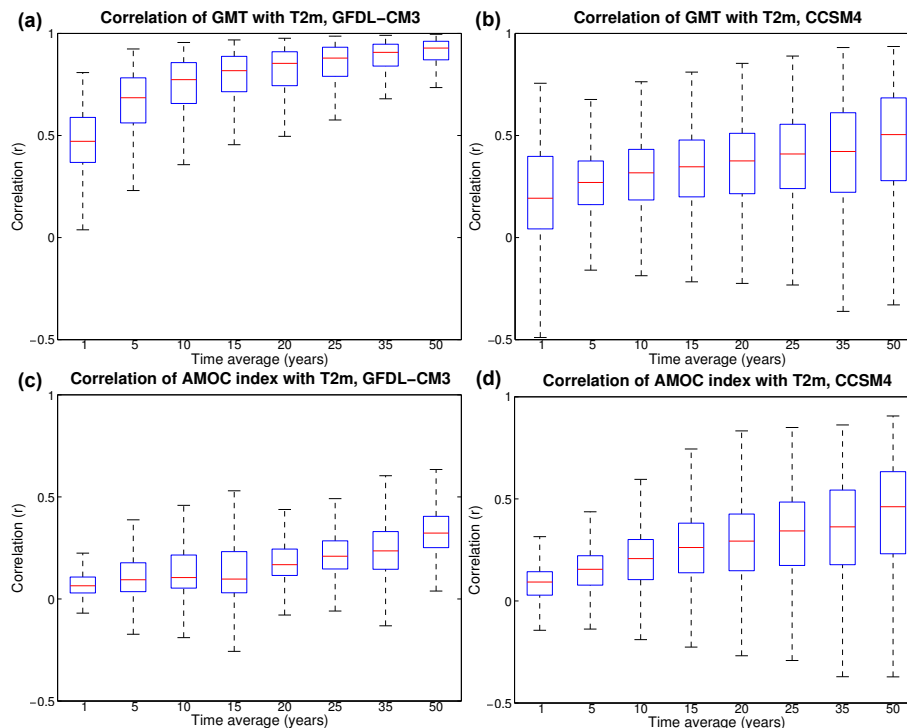 (a) Correlation of GMT with T2m, GFDL−CM3
1
0.5
0
−0.5
Correlation (r)
1 5 10 15 20 25 35 50
Time average (years)
(b) Correlation of GMT with T2m, CCSM4
1
0.5
0
−0.5
Correlation (r)
1 5 10 15 20 25 35 50
Time average (years)
(c) Correlation of AMOC index with T2m, GFDL−CM3
1
0.5
0
−0.5
Correlation (r)
1 5 10 15 20 25 35 50
Time average (years)
(d) Correlation of AMOC index with T2m, CCSM4
1
0.5
0
−0.5
Correlation (r)
1 5 10 15 20 25 35 50
Time average (years)